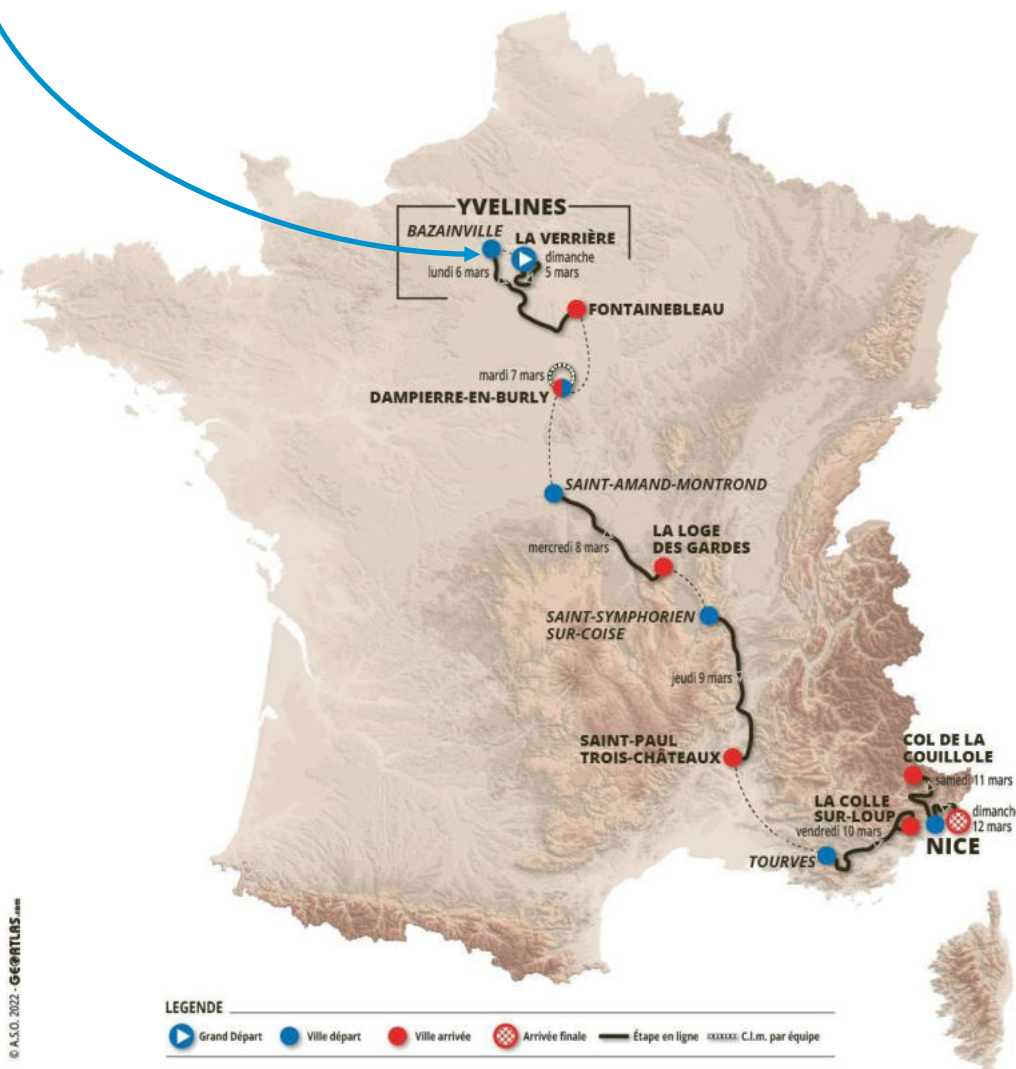 YVELINES
BAZAINVILLE
LA VERRIÈRE
dimanche
5 mars
lundi 6 mars
FONTAINEBLEAU
mardi 7 mars
DAMPIERRE-EN-BURLY
SAINT-AMAND-MONTROND
LA LOGE
DES GARDES
mercredi 8 mars
SAINT-SYMPHORIEN
SUR-COISE
jeudi 9 mars
SAINT-PAUL
TROIS-CHÂTEAUX
COL DE LA
COUILLOLE
samedi 11 mars
LA COLLE
SUR-LOUP
vendredi 10 mars
dimanche
12 mars
NICE
TOURVES
© A.S.O. 2022 - GEOATLAS.com
LEGENDE
Grand Départ
Ville départ
Ville arrivée
Arrivée finale
Étape en ligne
C.l.m. par équipe